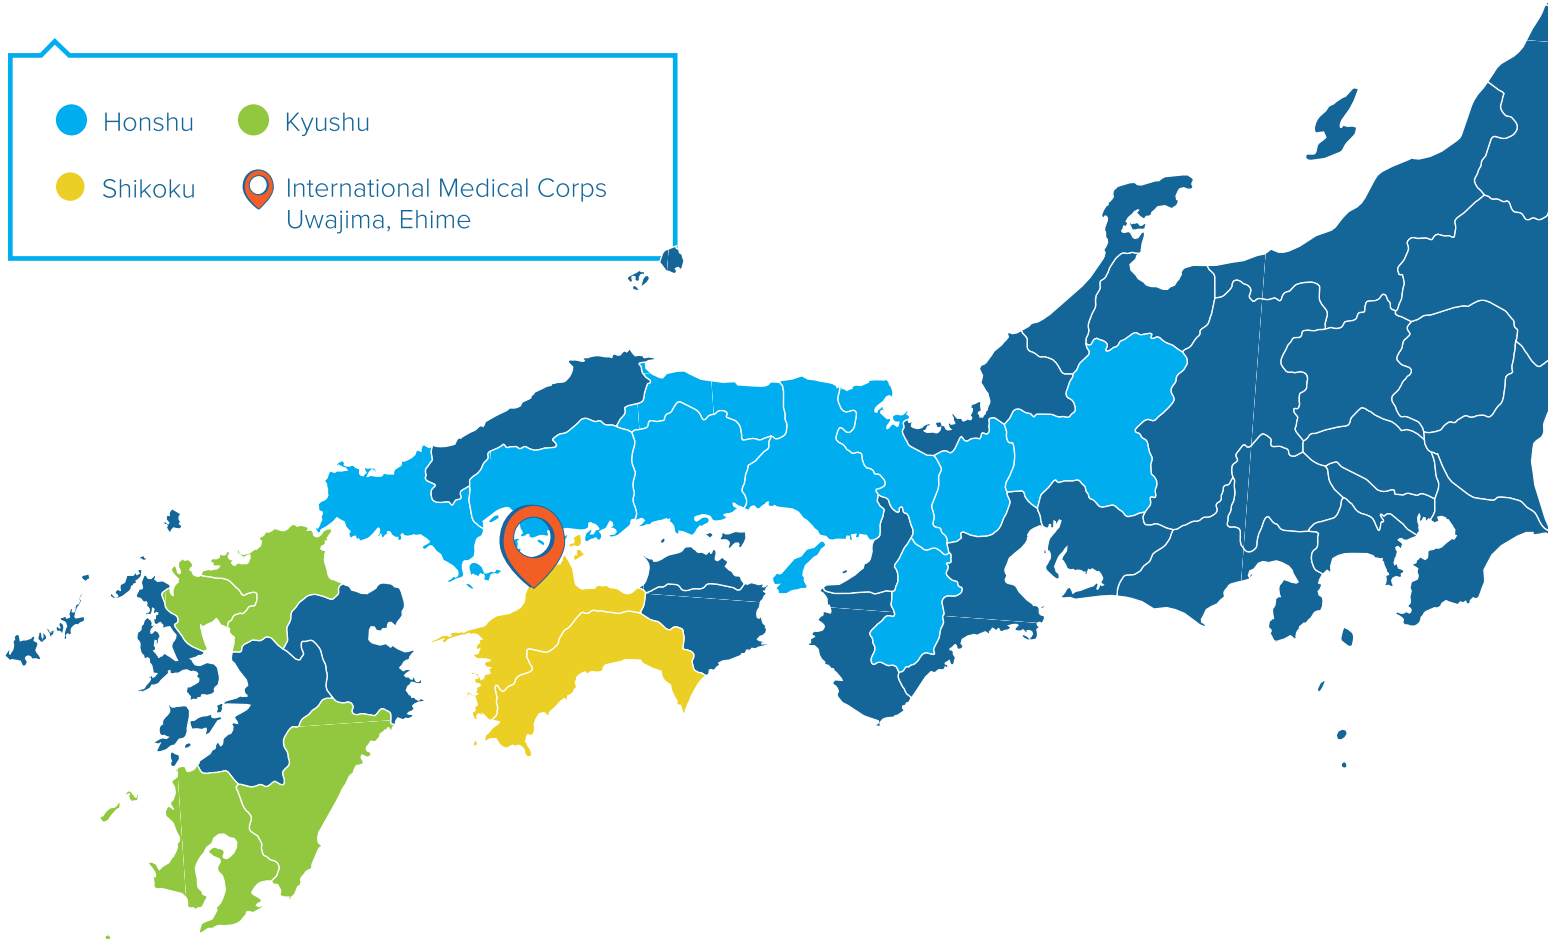 Honshu
Kyushu
Shikoku
International Medical Corps
Uwajima, Ehime